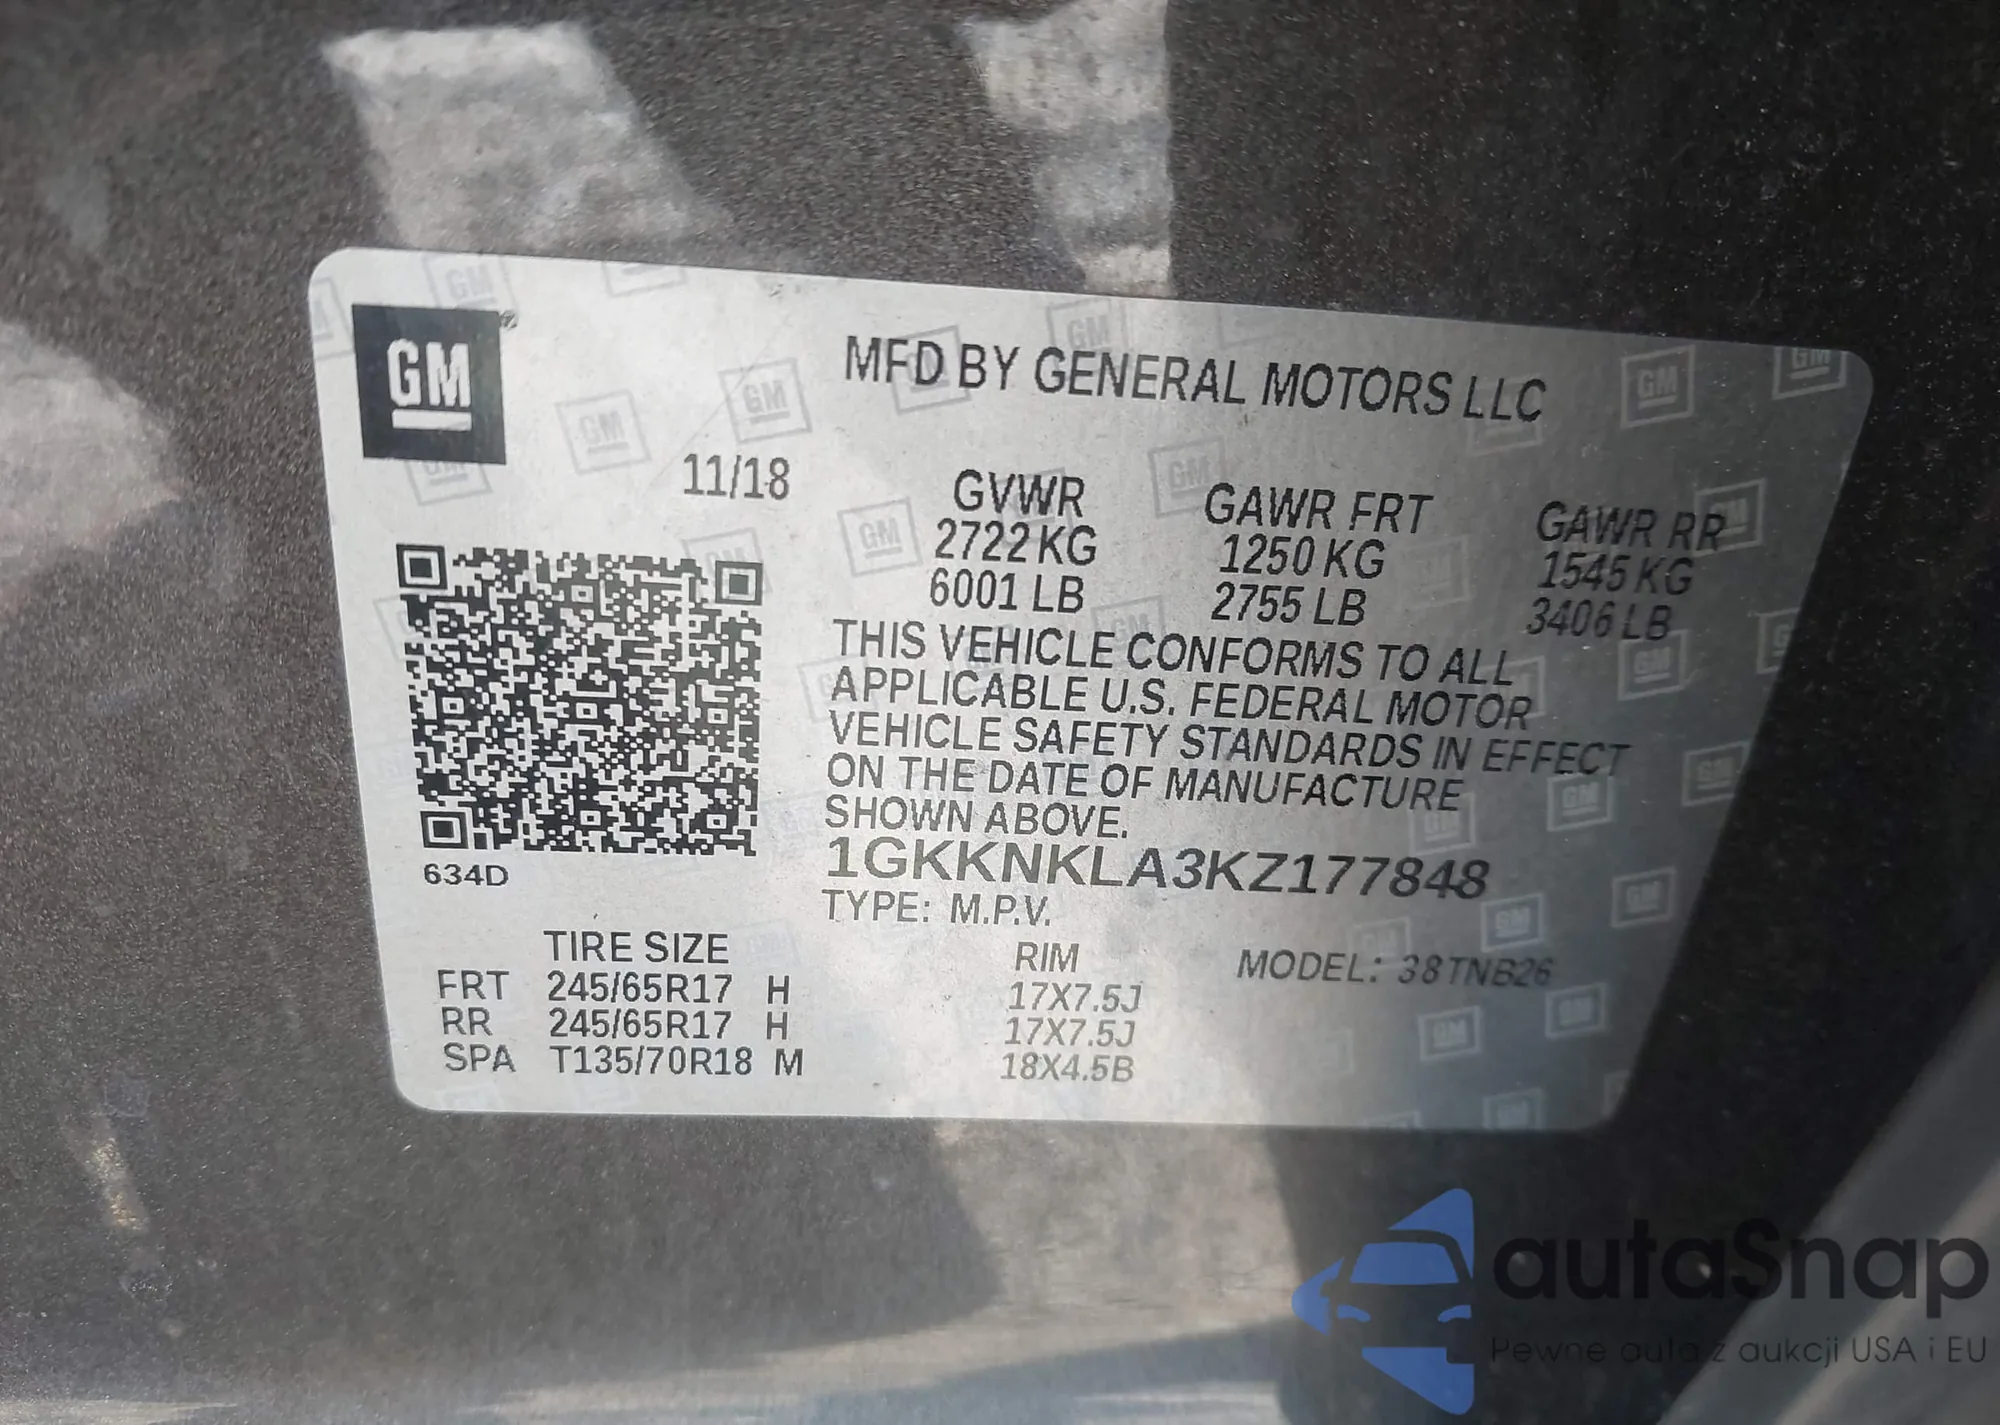 GM
MFD BY GENERAL MOTORS LLC
11/18
GVWR GAWR FRT GAWR RR
2722 KG 1250 KG 1545 KG
6001 LB 2755 LB 3406 LB
THIS VEHICLE CONFORMS TO ALL
APPLICABLE U.S. FEDERAL MOTOR
VEHICLE SAFETY STANDARDS IN EFFECT
ON THE DATE OF MANUFACTURE
SHOWN ABOVE.
1GKKNKLA3KZ177848
TYPE: M.P.V.
634D
MODEL: 38TNB26
TIRE SIZE RIM
FRT 245/65R17 H 17X7.5J
RR 245/65R17 H 17X7.5J
SPA T135/70R18 M 18X4.5B
autaSnap
Pewne auta z aukcji USA i EU